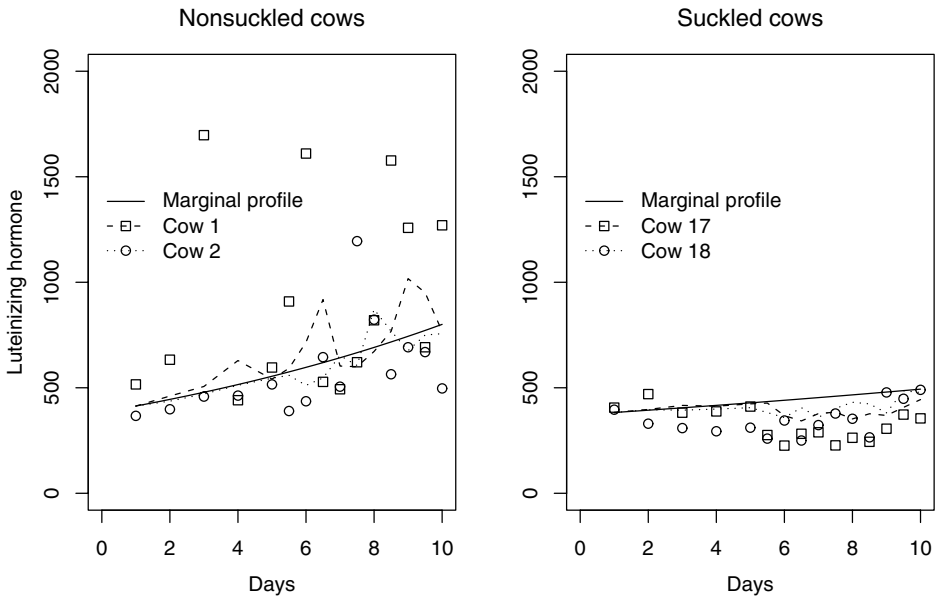 Nonsuckled cows
Luteinizing hormone
2000
1500
1000
500
0
Marginal profile
Cow 1
Cow 2
0 2 4 6 8 10
Days
Suckled cows
2000
1500
1000
500
0
Marginal profile
Cow 17
Cow 18
0 2 4 6 8 10
Days